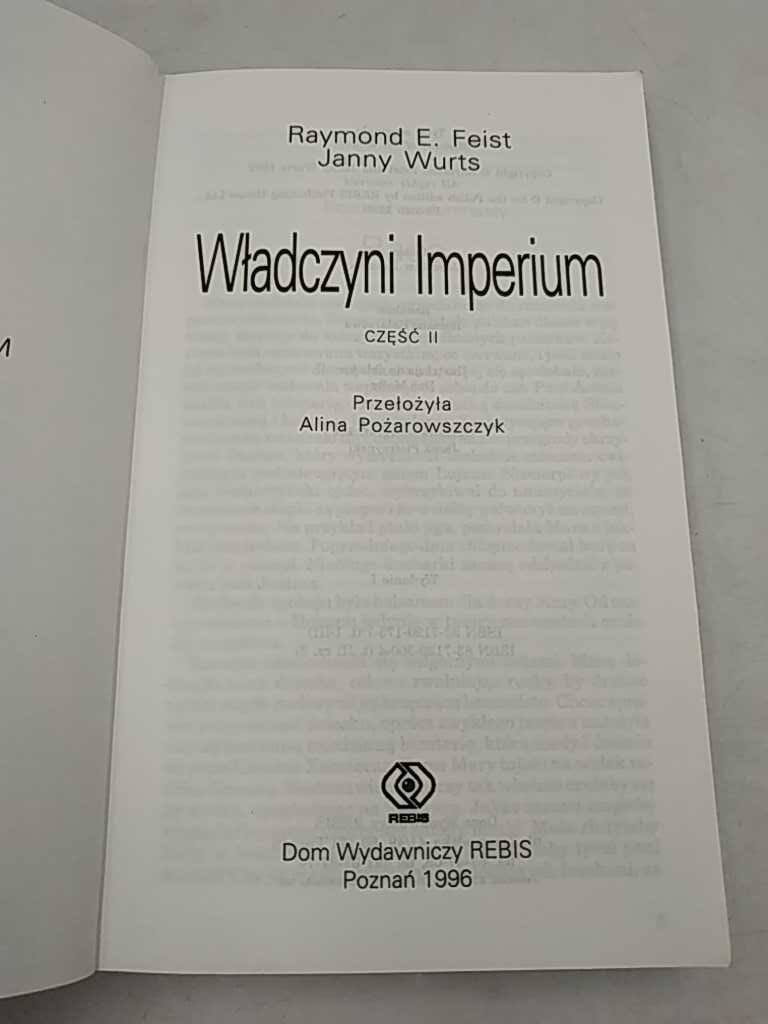 Raymond E. Feist
Janny Wurts
Władczyni Imperium
CZĘŚĆ II
Przełożyła
Alina Pożarowszczyk
REBIS
Dom Wydawniczy REBIS
Poznań 1996